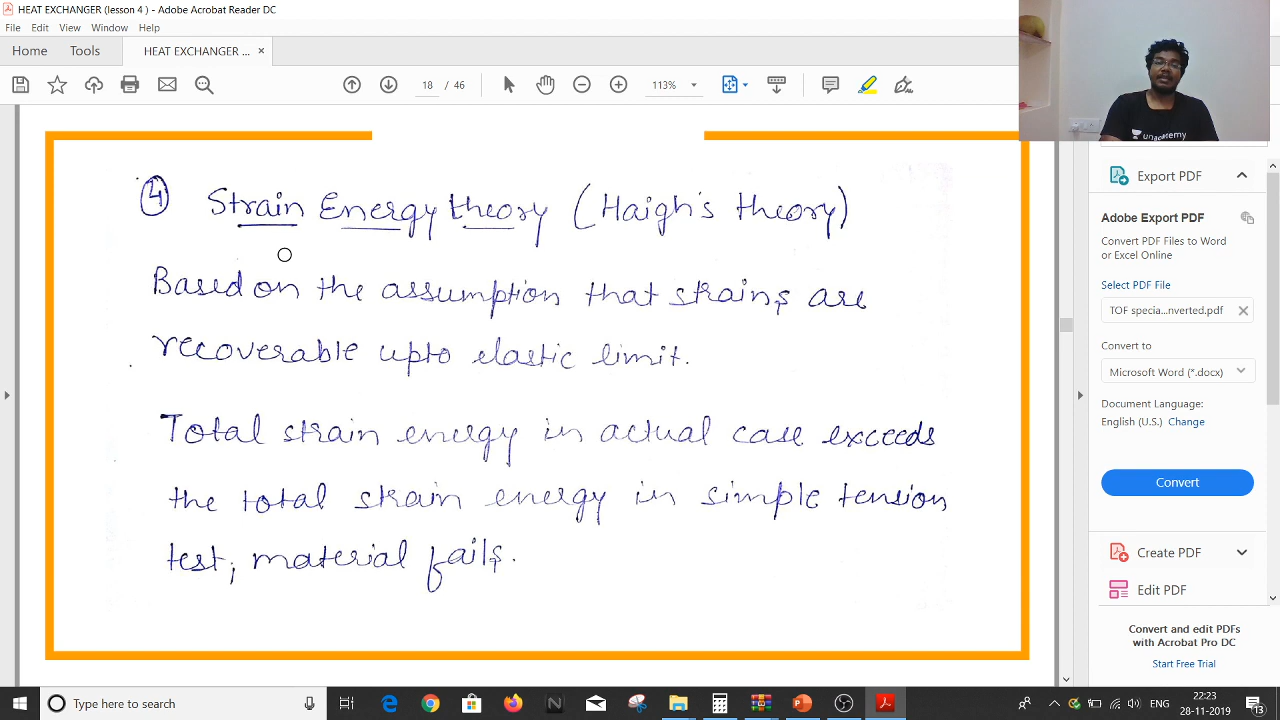 HEAT EXCHANGER (lesson 4 ) - Adobe Acrobat Reader DC
File Edit View Window Help
Home Tools HEAT EXCHANGER ... ×
18 / 46 113%
unacademy
④ Strain Energy theory (Haigh's theory)
Based on the assumption that strains are
recoverable upto elastic limit.
Total strain energy in actual case exceeds
the total strain energy in simple tension
test; material fails.
Export PDF
Adobe Export PDF
Convert PDF Files to Word
or Excel Online
Select PDF File
TOF specia...nverted.pdf
Convert to
Microsoft Word (*.docx)
Document Language:
English (U.S.) Change
Convert
Create PDF
Edit PDF
Convert and edit PDFs
with Acrobat Pro DC
Start Free Trial
Type here to search
ENG
22:23
28-11-2019